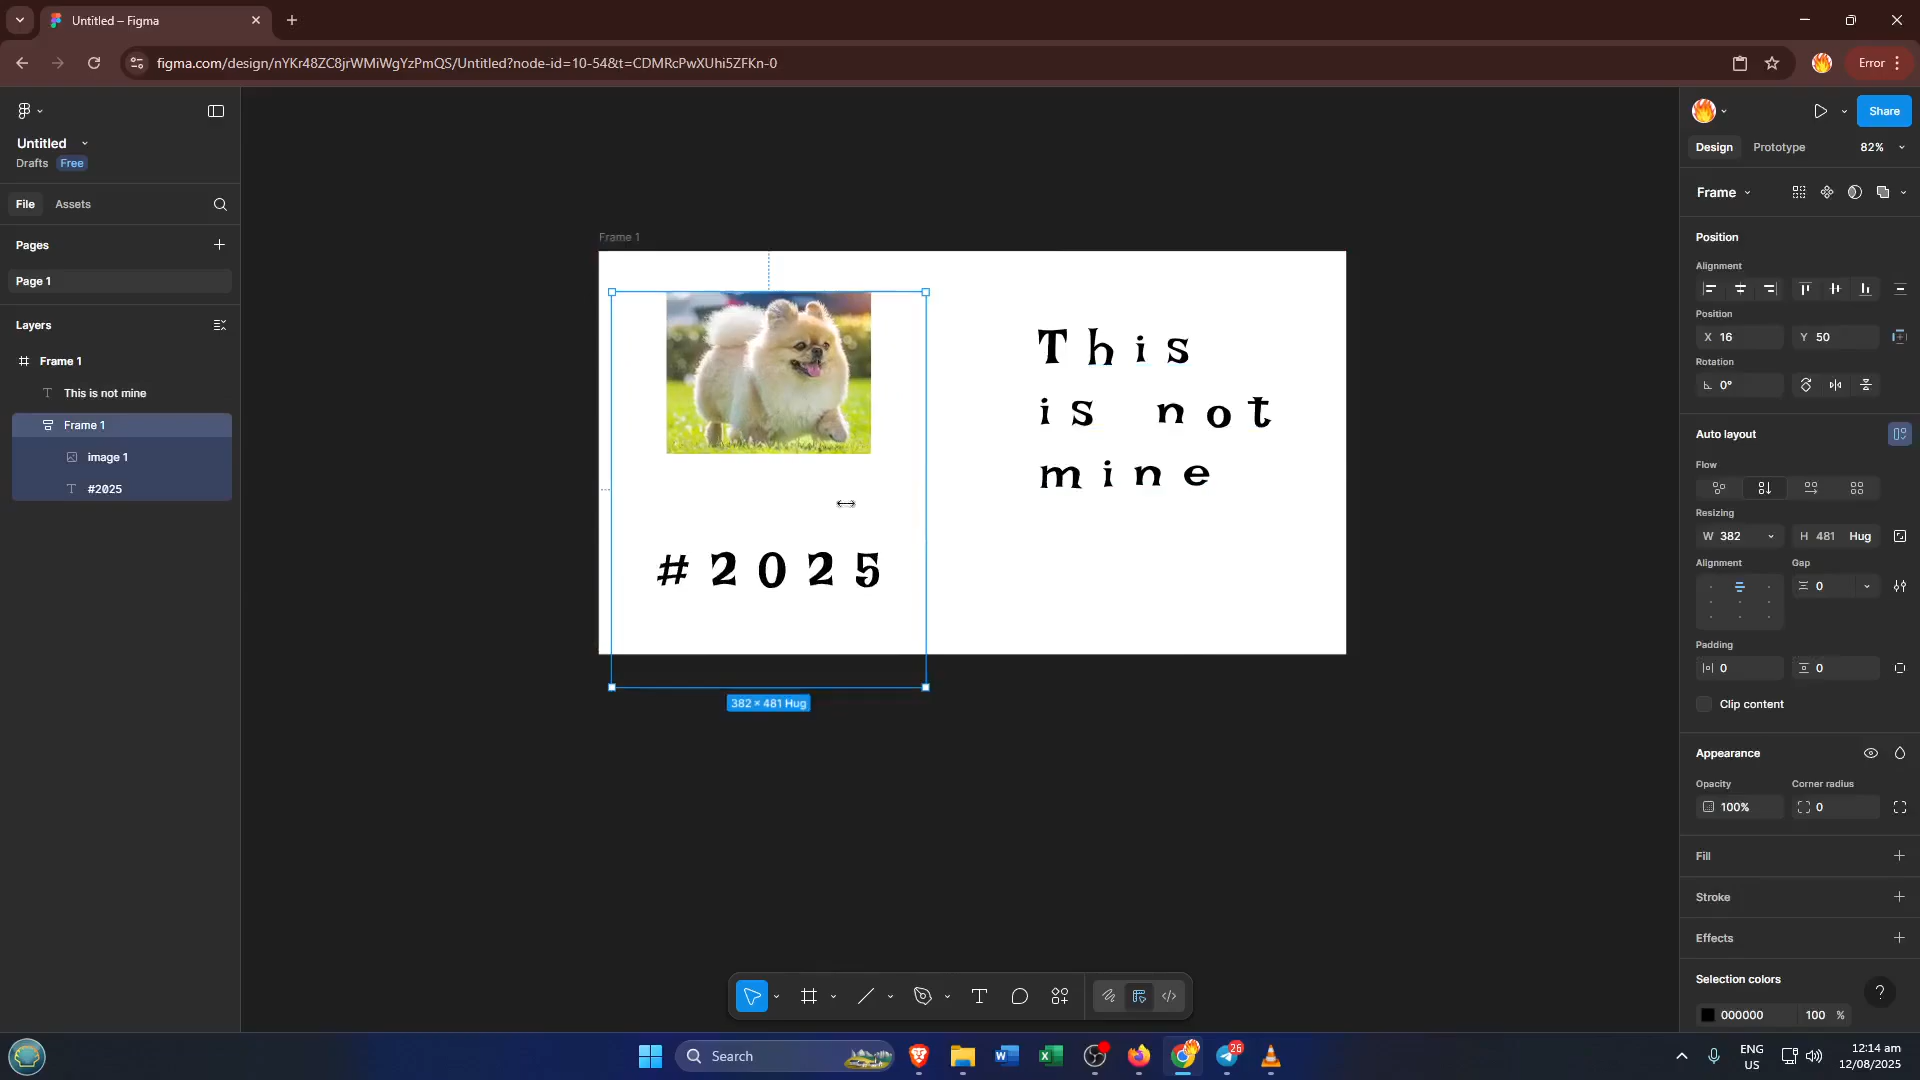 Untitled – Figma
figma.com/design/nYKr48ZC8jrWMiWgYzPmQS/Untitled?node-id=10-54&t=CDMRcPwXUhi5ZFKn-0
Error
Untitled
Drafts Free
File Assets
Pages
Page 1
Layers
Frame 1
This is not mine
Frame 1
image 1
#2025
Frame 1
This
is not
mine
#2025
382 × 481 Hug
Share
Design Prototype 82%
Frame
Position
Alignment
Position
X 16 Y 50
Rotation
0°
Auto layout
Flow
Resizing
W 382 H 481 Hug
Alignment Gap
0
Padding
0 0
Clip content
Appearance
Opacity Corner radius
100% 0
Fill
Stroke
Effects
Selection colors
000000 100 %
?
Search
26
ENG
US
12:14 am
12/08/2025